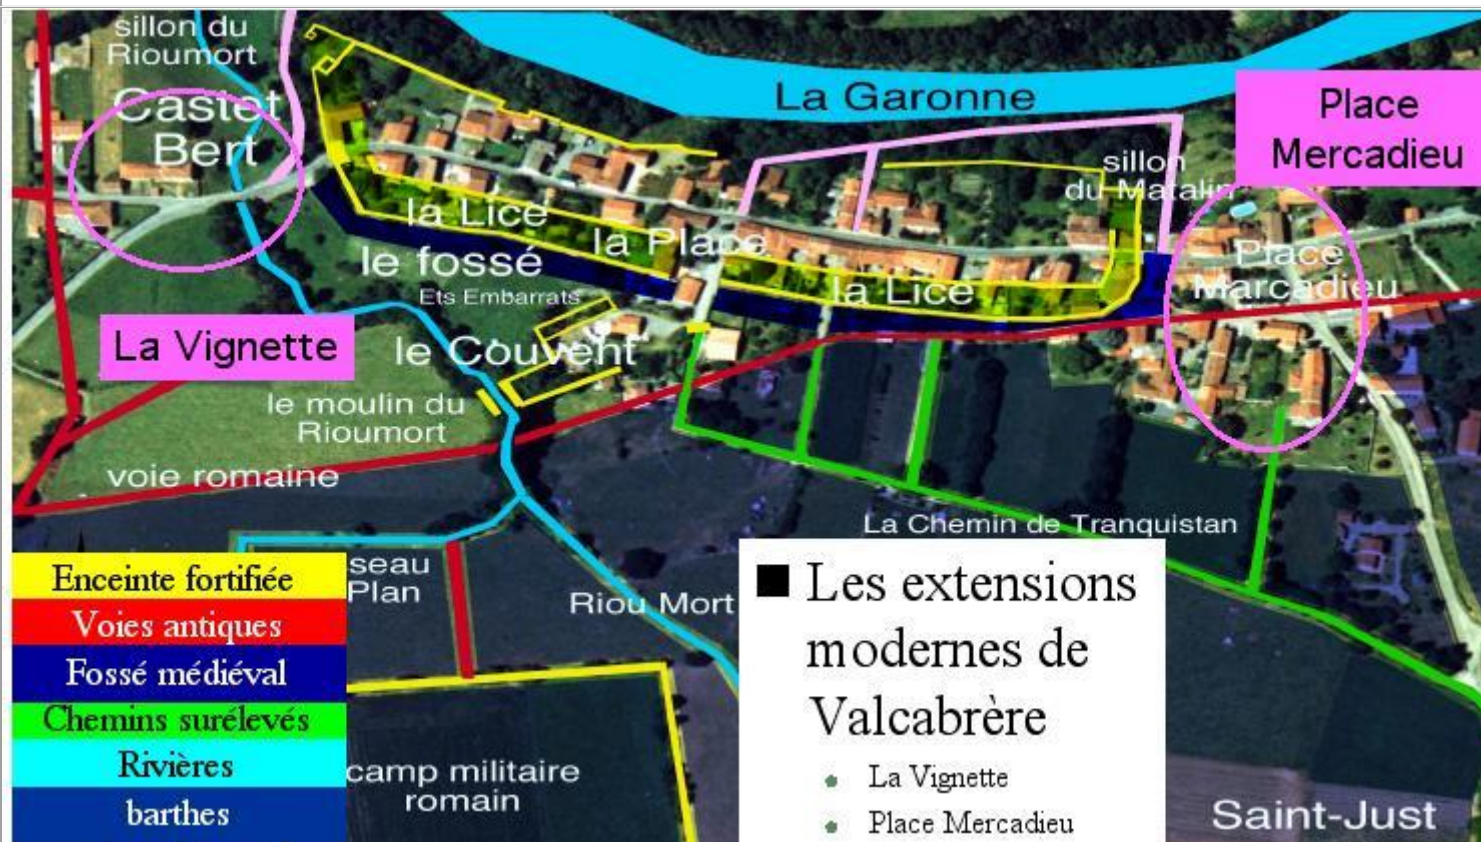 sillon du
Rioumort
Castet
Bert
La Garonne
Place
Mercadieu
sillon
du Matalin
la Lice
la Place
le fossé
Ets Embarrats
la Lice
Place
Marcadieu
La Vignette
le Couvent
le moulin du
Rioumort
voie romaine
La Chemin de Tranquistan
seau
Plan
Riou Mort
Enceinte fortifiée
Voies antiques
Fossé médiéval
Chemins surélevés
Rivières
barthes
camp militaire
romain
Les extensions
modernes de
Valcabrère
La Vignette
Place Mercadieu
Saint-Just